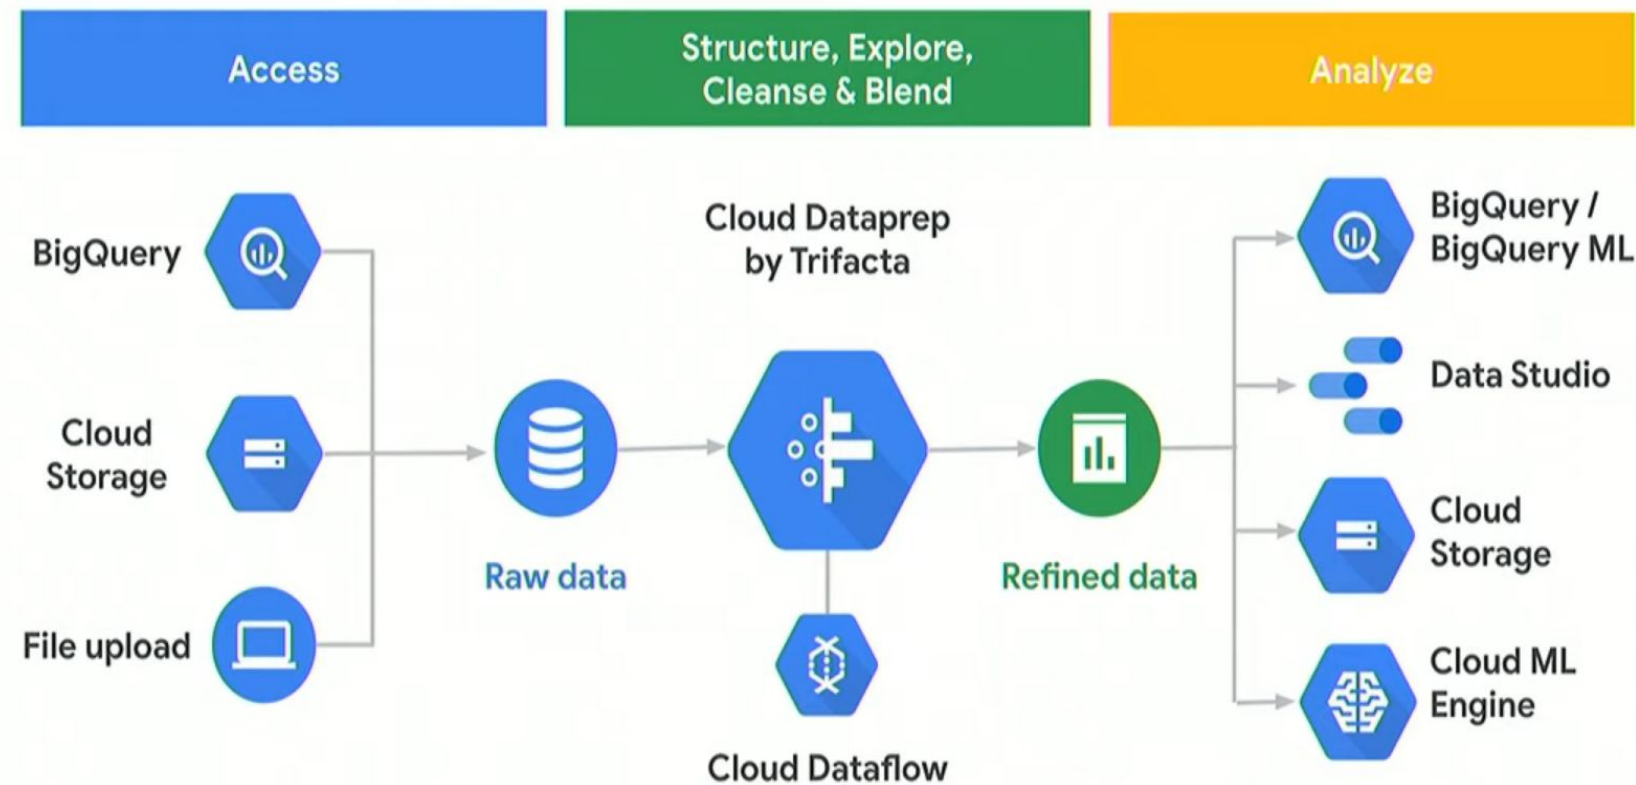 Access
Structure, Explore,
Cleanse & Blend
Analyze
BigQuery
Cloud
Storage
File upload
Raw data
Cloud Dataprep
by Trifacta
Cloud Dataflow
Refined data
BigQuery /
BigQuery ML
Data Studio
Cloud
Storage
Cloud ML
Engine